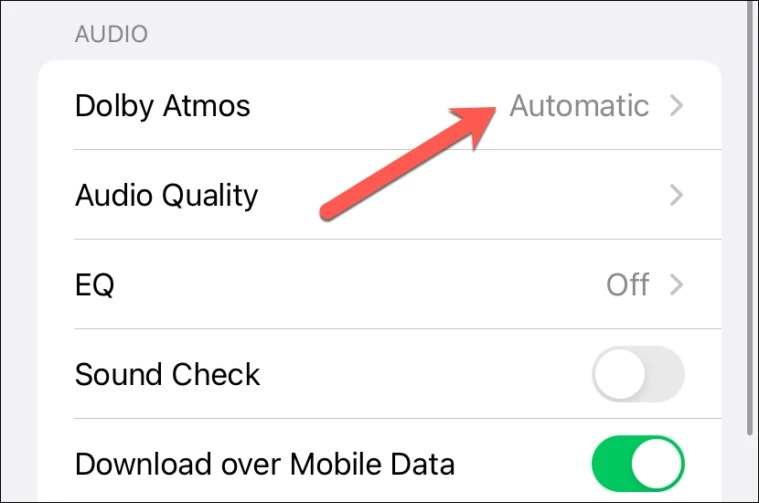 AUDIO
Dolby Atmos Automatic
Audio Quality
EQ Off
Sound Check
Download over Mobile Data